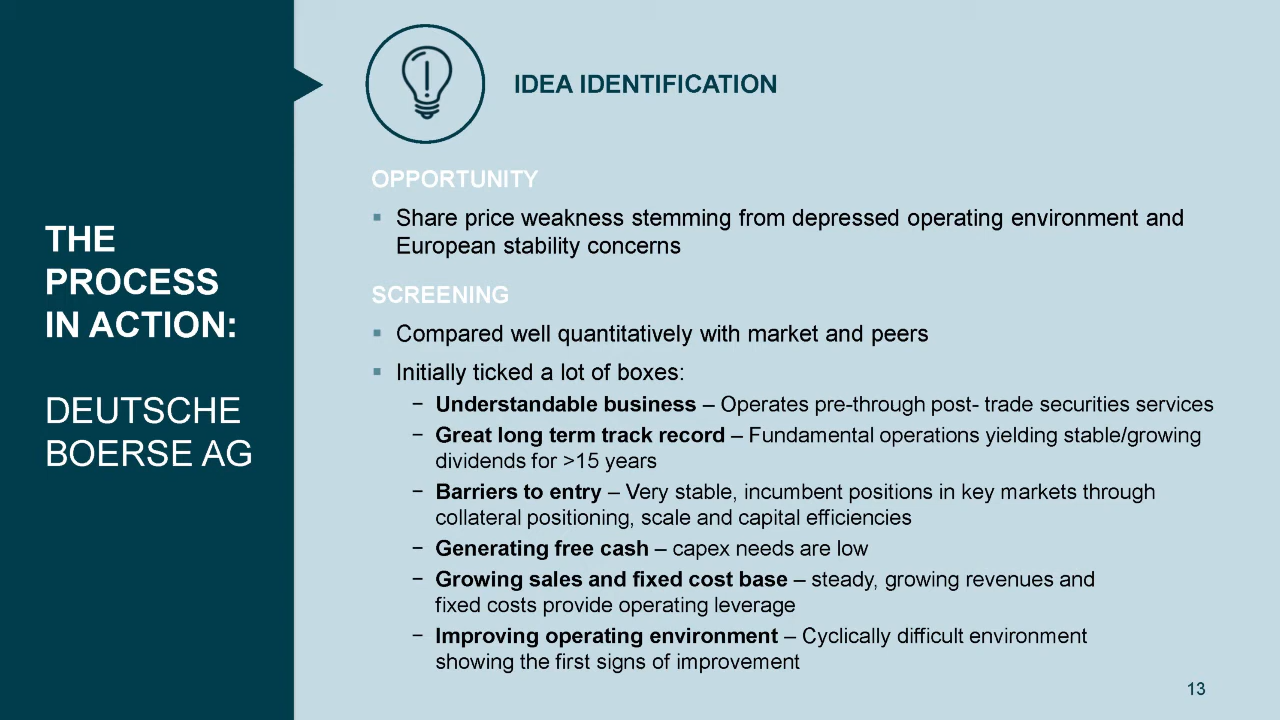 THE
PROCESS
IN ACTION:
DEUTSCHE
BOERSE AG
IDEA IDENTIFICATION
OPPORTUNITY
▪ Share price weakness stemming from depressed operating environment and
European stability concerns
SCREENING
▪ Compared well quantitatively with market and peers
▪ Initially ticked a lot of boxes:
− Understandable business – Operates pre-through post- trade securities services
− Great long term track record – Fundamental operations yielding stable/growing
dividends for >15 years
− Barriers to entry – Very stable, incumbent positions in key markets through
collateral positioning, scale and capital efficiencies
− Generating free cash – capex needs are low
− Growing sales and fixed cost base – steady, growing revenues and
fixed costs provide operating leverage
− Improving operating environment – Cyclically difficult environment
showing the first signs of improvement
13